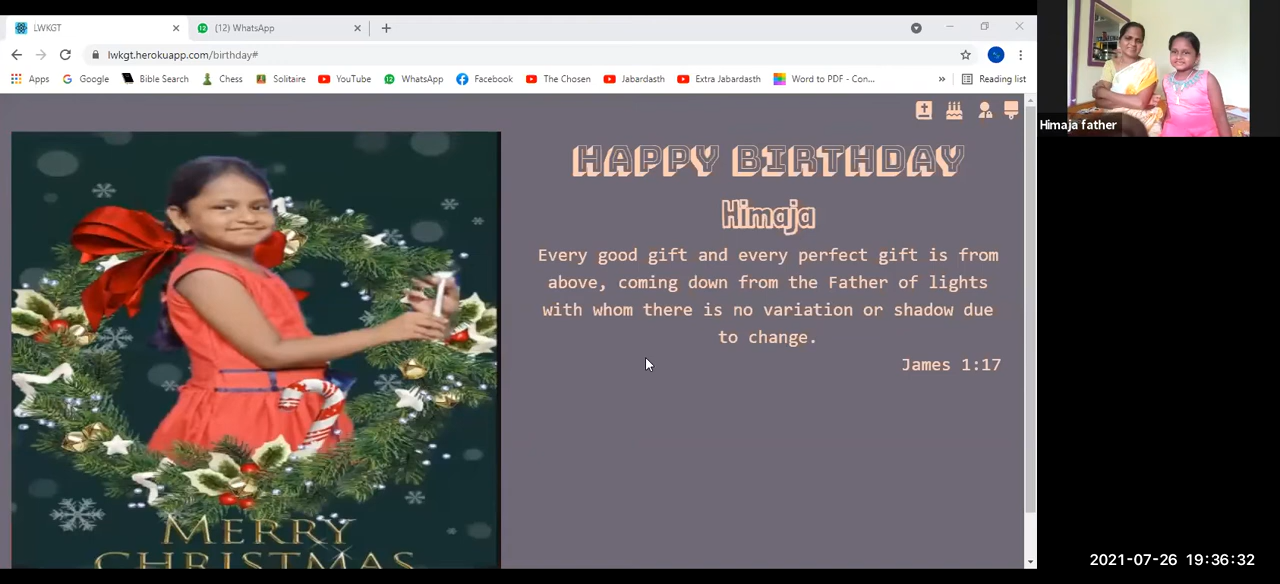 LWKGT
(12) WhatsApp
lwkgt.herokuapp.com/birthday#
Apps Google Bible Search Chess Solitaire YouTube WhatsApp Facebook The Chosen Jabardasth Extra Jabardasth Word to PDF - Con... » Reading list
HAPPY BIRTHDAY
Himaja
Every good gift and every perfect gift is from
above, coming down from the Father of lights
with whom there is no variation or shadow due
to change.
James 1:17
MERRY
CHRISTMAS
Himaja father
2021-07-26 19:36:32